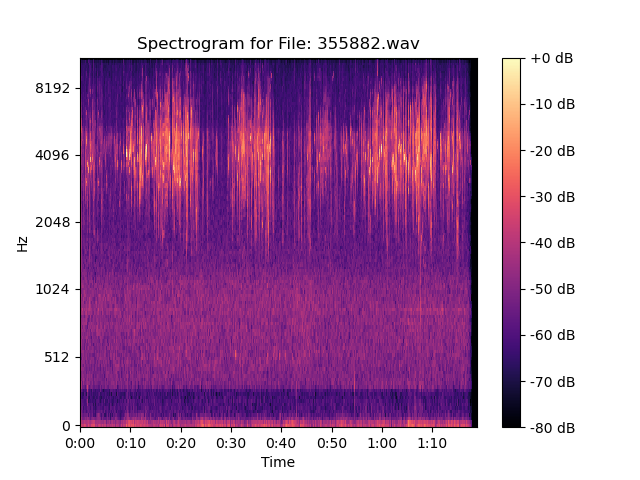 Spectrogram for File: 355882.wav
Hz
8192
4096
2048
1024
512
0
0:00 0:10 0:20 0:30 0:40 0:50 1:00 1:10
Time
+0 dB
-10 dB
-20 dB
-30 dB
-40 dB
-50 dB
-60 dB
-70 dB
-80 dB